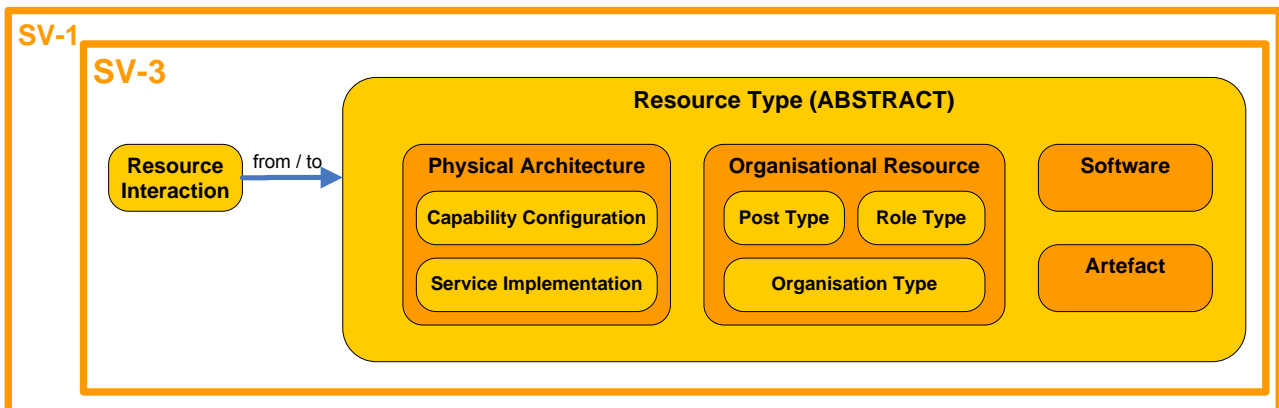 SV-1
SV-3
Resource Type (ABSTRACT)
Resource
Interaction
from / to
Physical Architecture
Capability Configuration
Service Implementation
Organisational Resource
Post Type
Role Type
Organisation Type
Software
Artefact